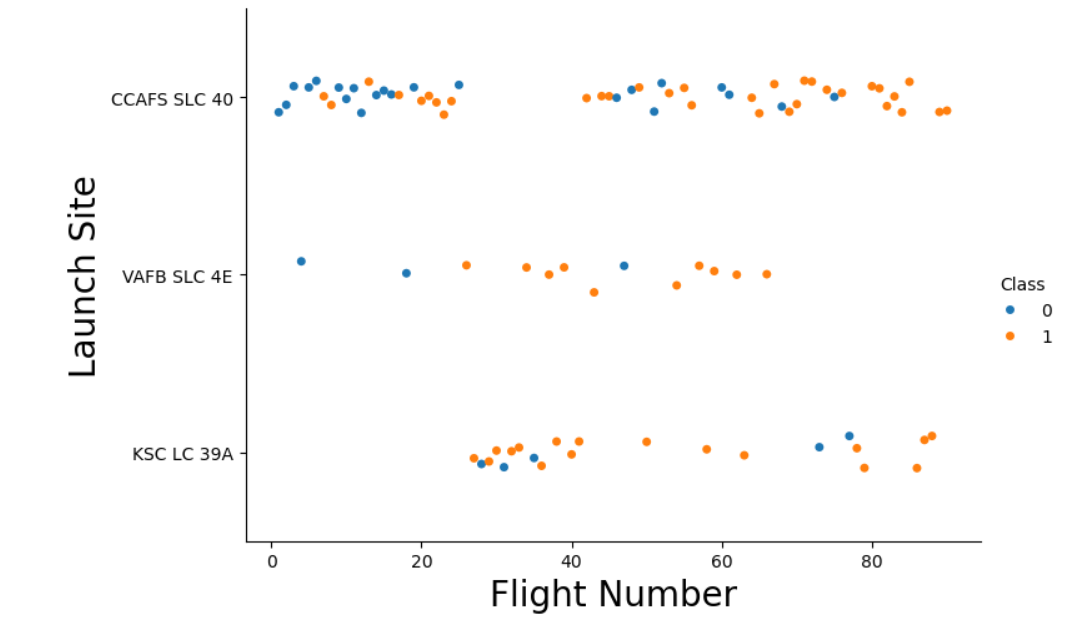 Launch Site
CCAFS SLC 40
VAFB SLC 4E
KSC LC 39A
0 20 40 60 80
Flight Number
Class
0
1